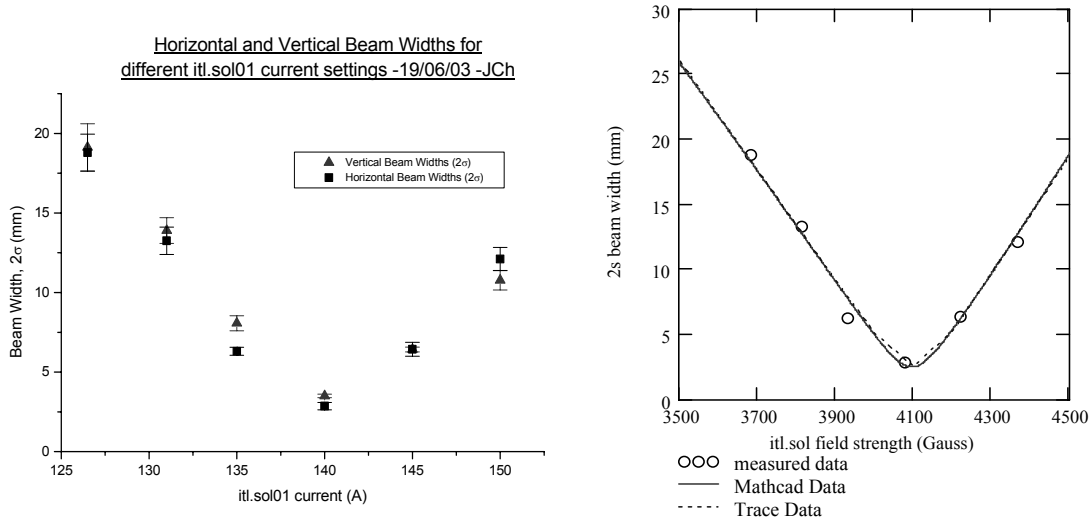 Horizontal and Vertical Beam Widths for
different itl.sol01 current settings -19/06/03 -JCh
Beam Width, 2σ (mm)
20
15
10
5
0
Vertical Beam Widths (2σ)
Horizontal Beam Widths (2σ)
125 130 135 140 145 150
itl.sol01 current (A)
2s beam width (mm)
30
25
20
15
10
5
0
3500 3700 3900 4100 4300 4500
itl.sol field strength (Gauss)
measured data
Mathcad Data
Trace Data